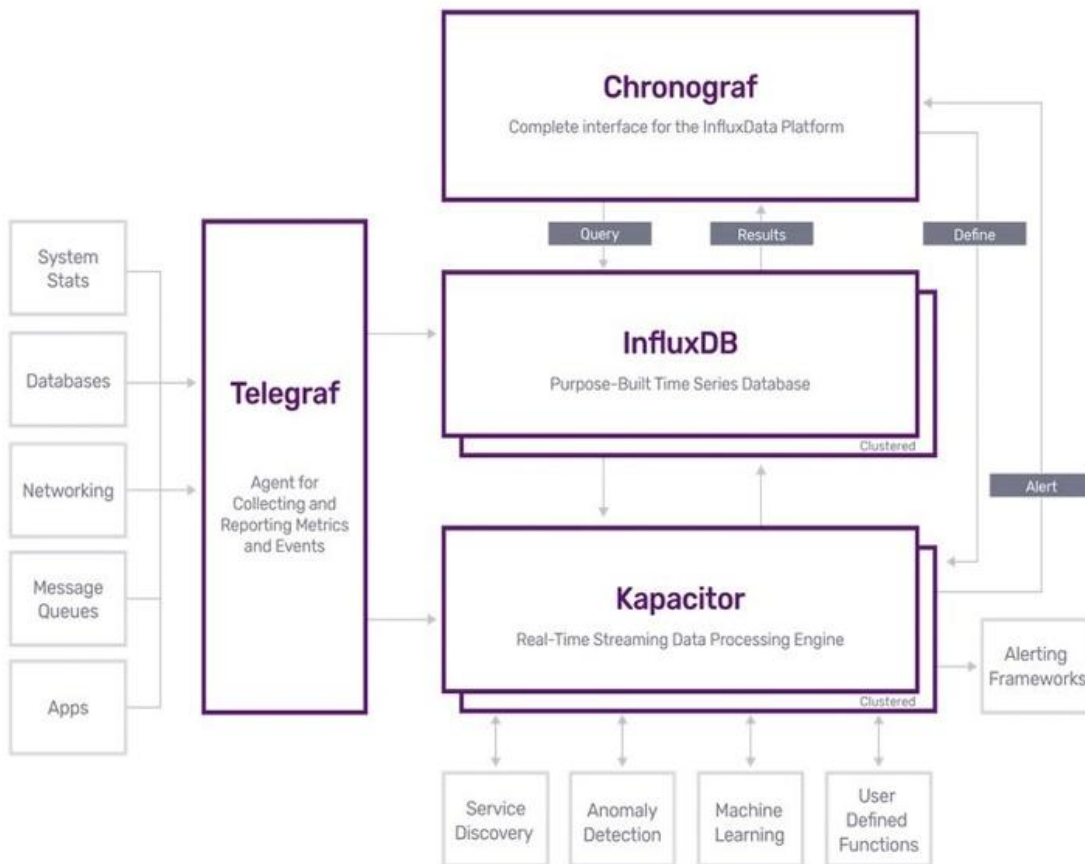 Chronograf
Complete interface for the InfluxData Platform
Query
Results
Define
System
Stats
Databases
Networking
Message
Queues
Apps
Telegraf
Agent for
Collecting and
Reporting Metrics
and Events
InfluxDB
Purpose-Built Time Series Database
Clustered
Alert
Kapacitor
Real-Time Streaming Data Processing Engine
Clustered
Alerting
Frameworks
Service
Discovery
Anomaly
Detection
Machine
Learning
User
Defined
Functions